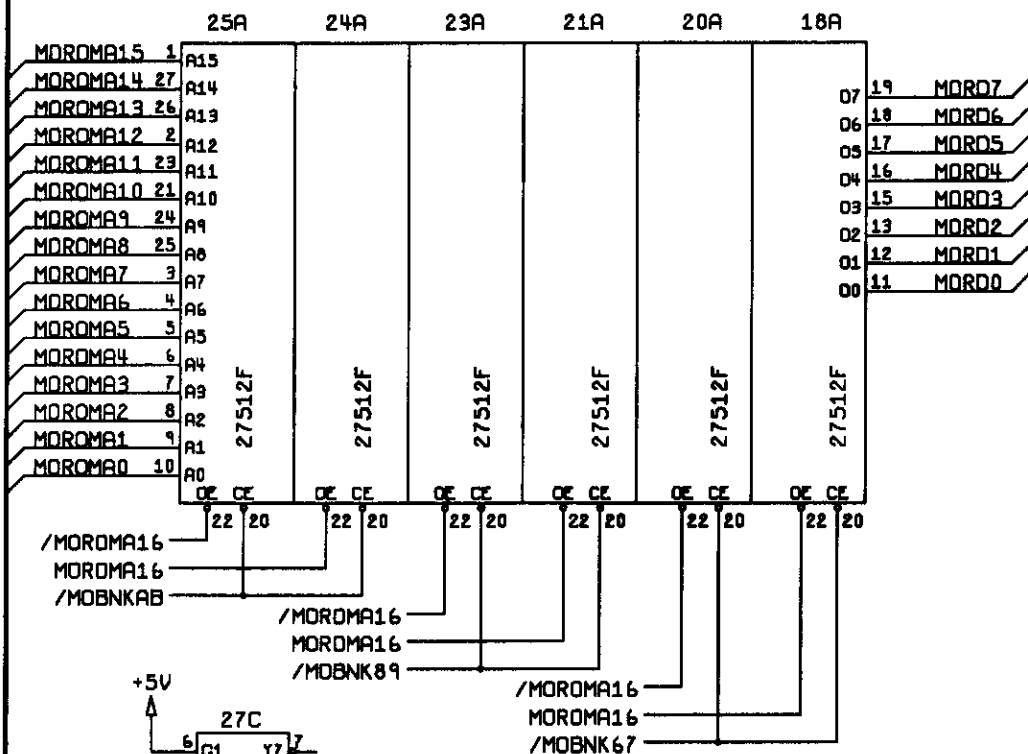 25A 24A 23A 21A 20A 18A
MOROMA15 1 A15
MOROMA14 27 A14
MOROMA13 26 A13
MOROMA12 2 A12
MOROMA11 23 A11
MOROMA10 21 A10
MOROMA9 24 A9
MOROMA8 25 A8
MOROMA7 3 A7
MOROMA6 4 A6
MOROMA5 5 A5
MOROMA4 6 A4
MOROMA3 7 A3
MOROMA2 8 A2
MOROMA1 9 A1
MOROMA0 10 A0
O7 19 MORD7
O6 18 MORD6
O5 17 MORD5
O4 16 MORD4
O3 15 MORD3
O2 13 MORD2
O1 12 MORD1
O0 11 MORD0
27512F 27512F 27512F 27512F 27512F 27512F
OE CE OE CE OE CE OE CE OE CE OE CE
22 20 22 20 22 20 22 20 22 20 22 20
/MOROMA16
MOROMA16
/MOBNKAB
/MOROMA16
MOROMA16
/MOBNK89
/MOROMA16
MOROMA16
/MOBNK67
+5V
27C
6 G1 Y7 7